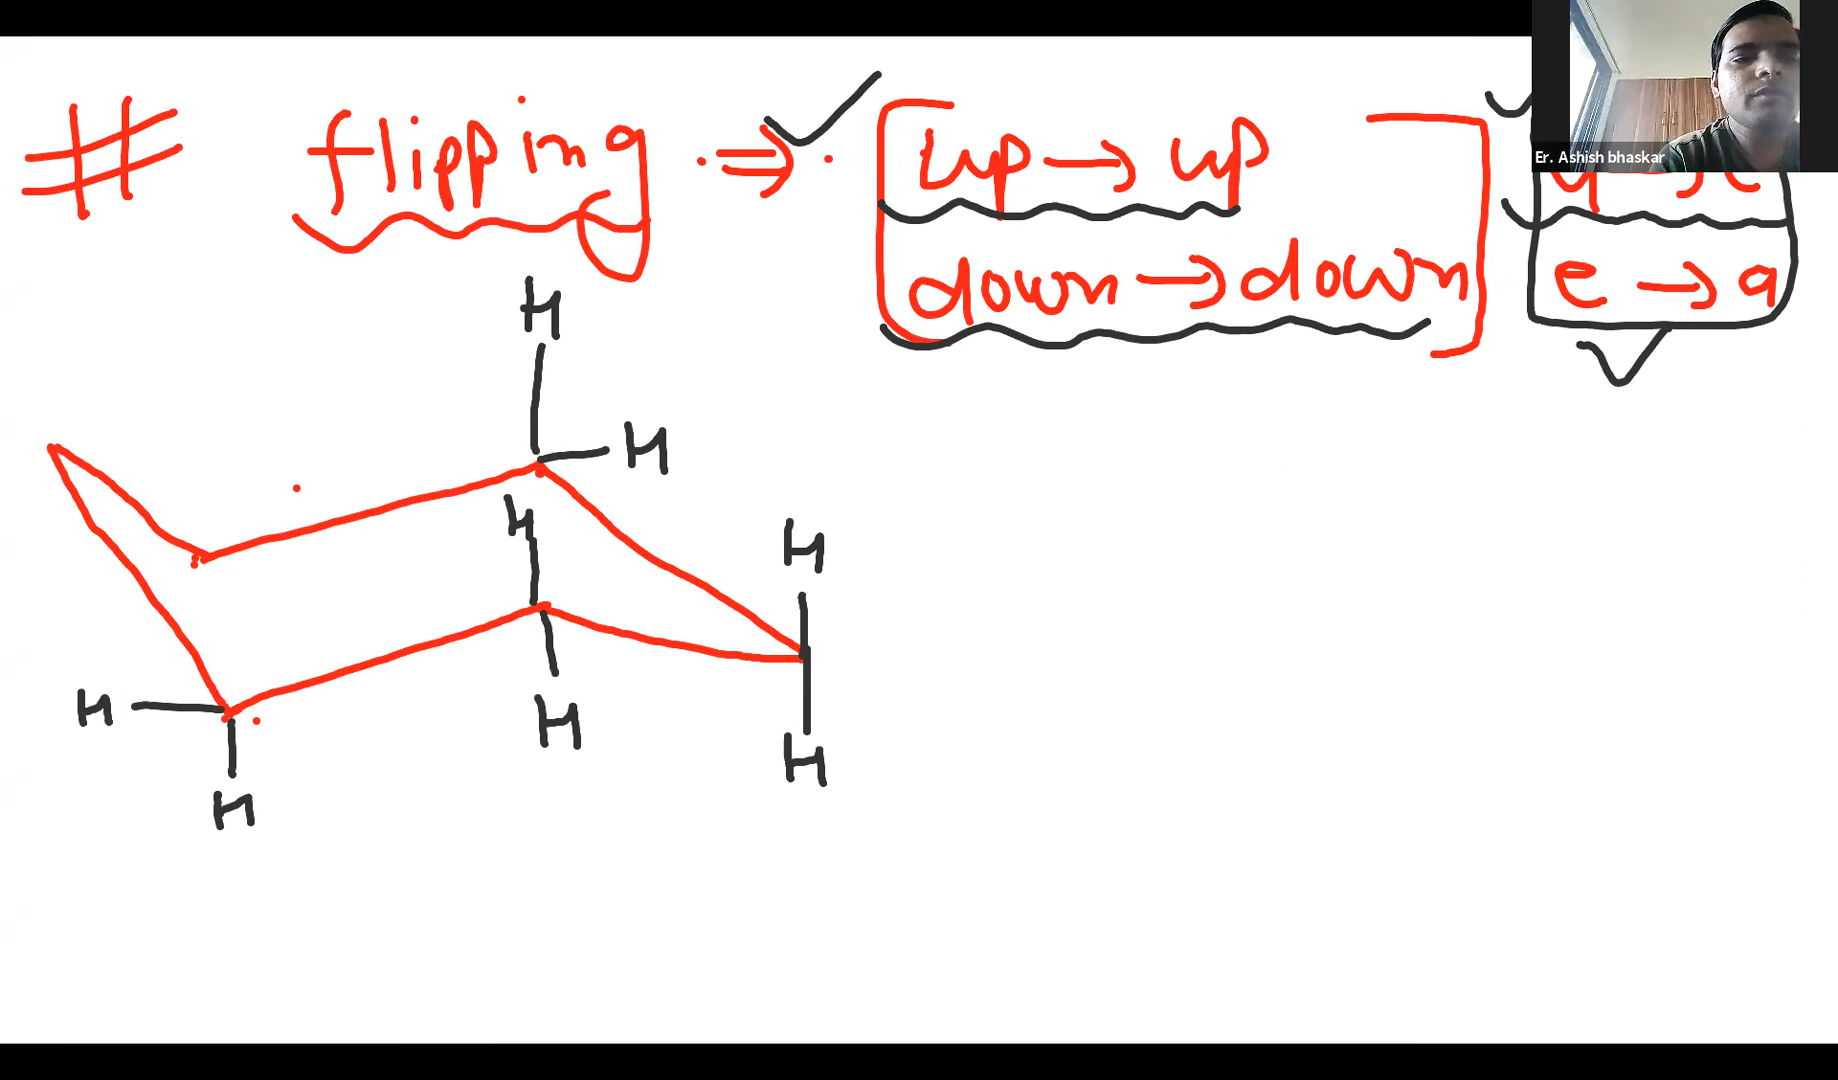 # flipping ⇒ [up → up]
Er. Ashish bhaskar
down → down
e → a
H
H
H
H
H
H
H
H
H